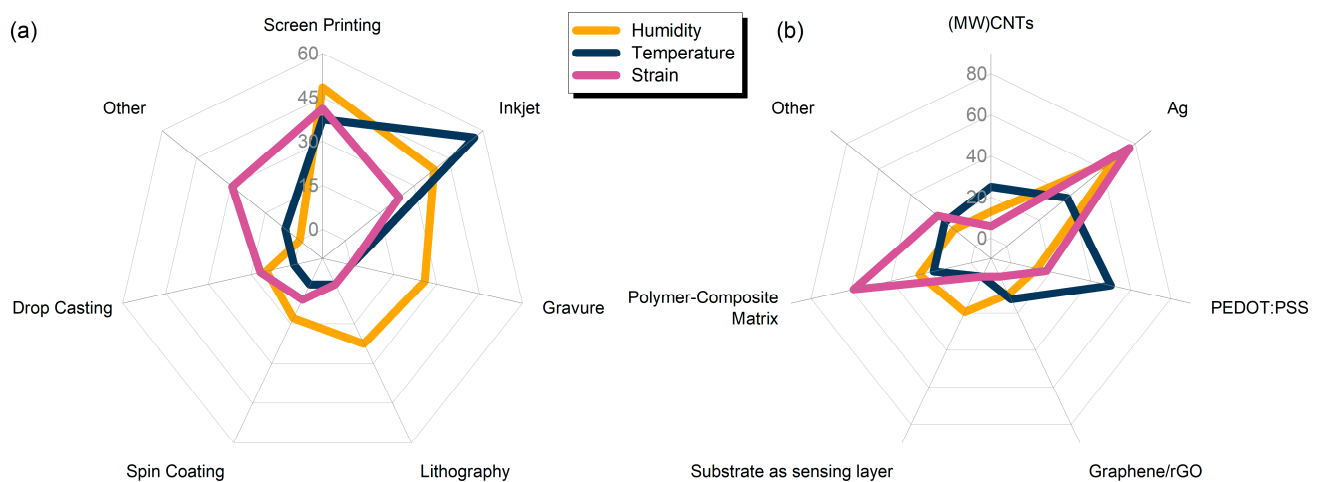 (a)
Screen Printing
60
45
30
15
0
Inkjet
Gravure
Lithography
Spin Coating
Drop Casting
Other
Humidity
Temperature
Strain
(b)
(MW)CNTs
80
60
40
20
0
Ag
PEDOT:PSS
Graphene/rGO
Substrate as sensing layer
Polymer-Composite
Matrix
Other